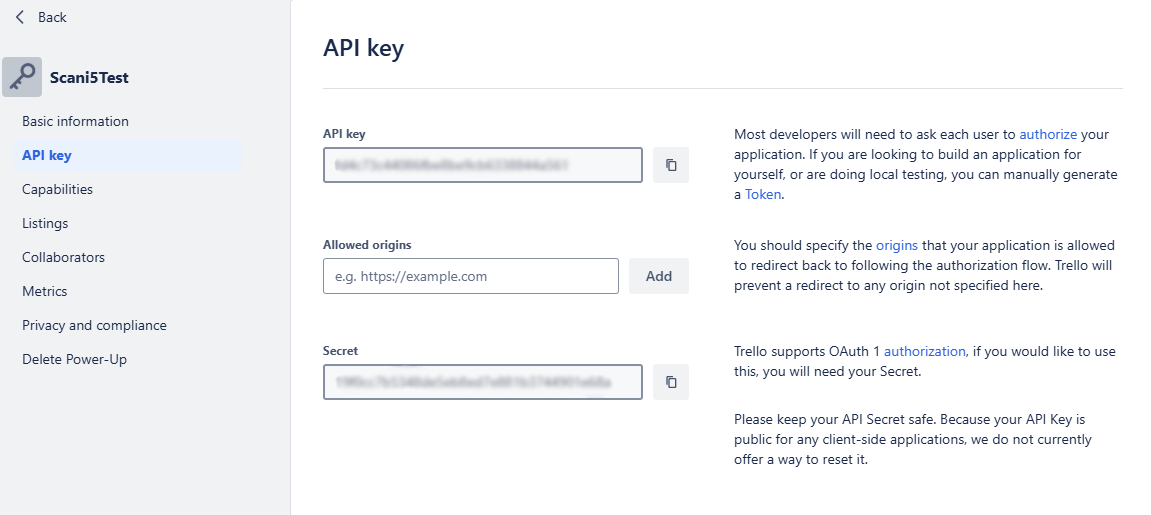 Back
Scani5Test
Basic information
API key
Capabilities
Listings
Collaborators
Metrics
Privacy and compliance
Delete Power-Up
API key
API key
Most developers will need to ask each user to authorize your
application. If you are looking to build an application for
yourself, or are doing local testing, you can manually generate
a Token.
Allowed origins
e.g. https://example.com
Add
You should specify the origins that your application is allowed
to redirect back to following the authorization flow. Trello will
prevent a redirect to any origin not specified here.
Secret
Trello supports OAuth 1 authorization, if you would like to use
this, you will need your Secret.
Please keep your API Secret safe. Because your API Key is
public for any client-side applications, we do not currently
offer a way to reset it.